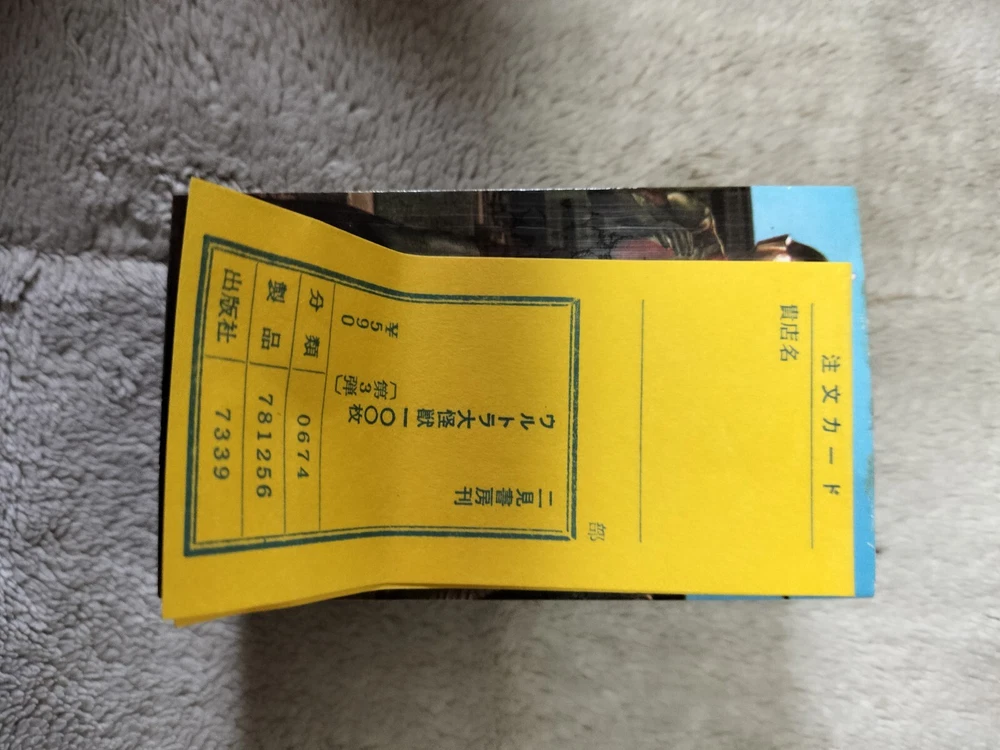 注文カード
貴店名
部
二見書房刊
ウルトラ大怪獣一〇〇枚
〔第3弾〕
¥590
分類 0674
製品 781256
出版社 7339